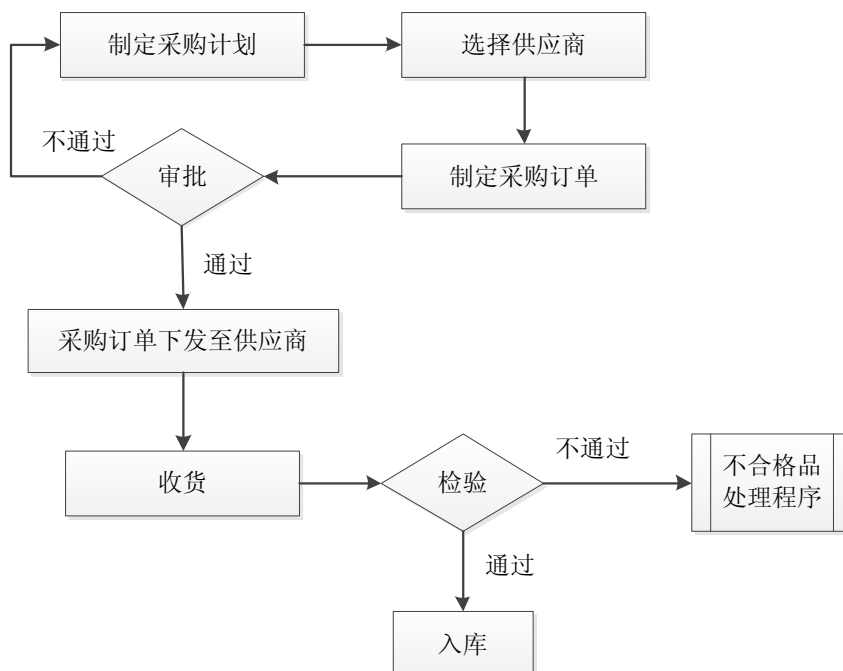 制定采购计划
选择供应商
不通过
审批
制定采购订单
通过
采购订单下发至供应商
不通过
收货
检验
不合格品
处理程序
通过
入库